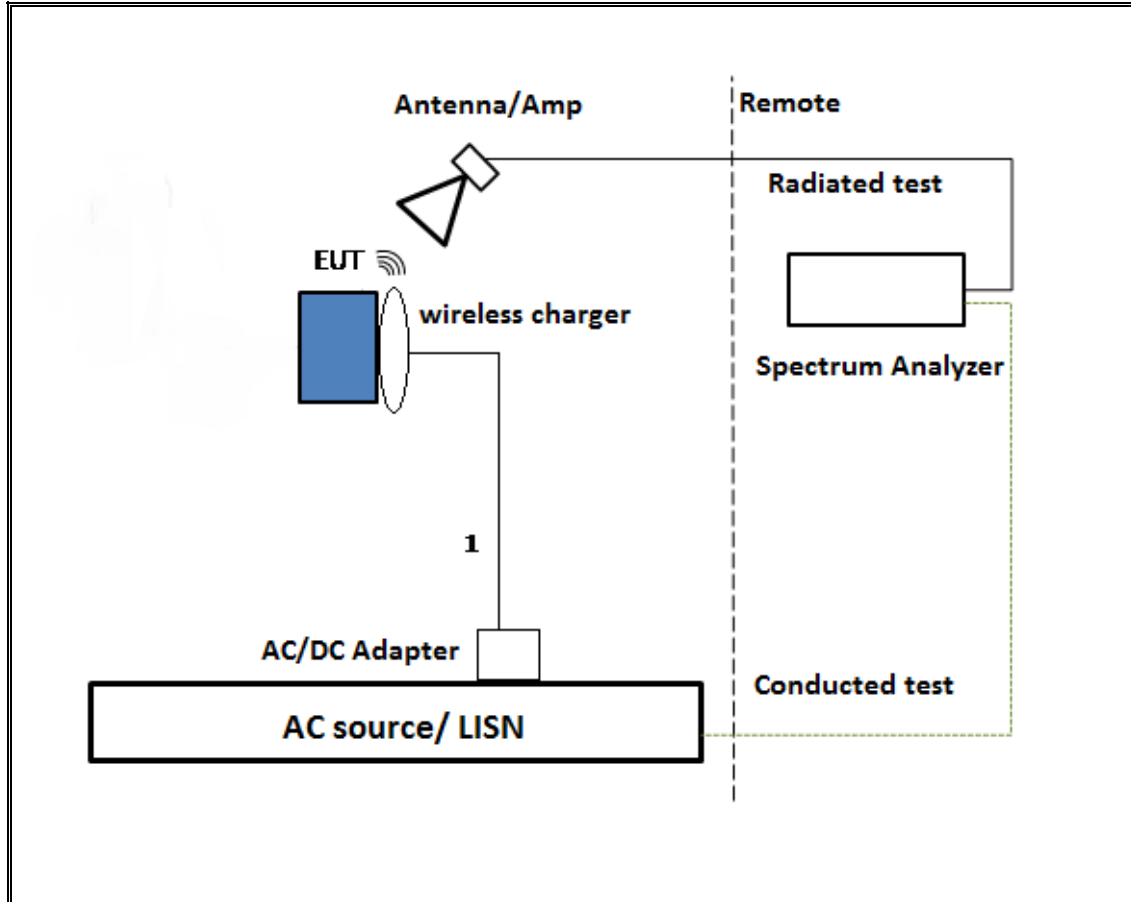 Antenna/Amp
Remote
Radiated test
EUT
wireless charger
Spectrum Analyzer
1
AC/DC Adapter
Conducted test
AC source/ LISN